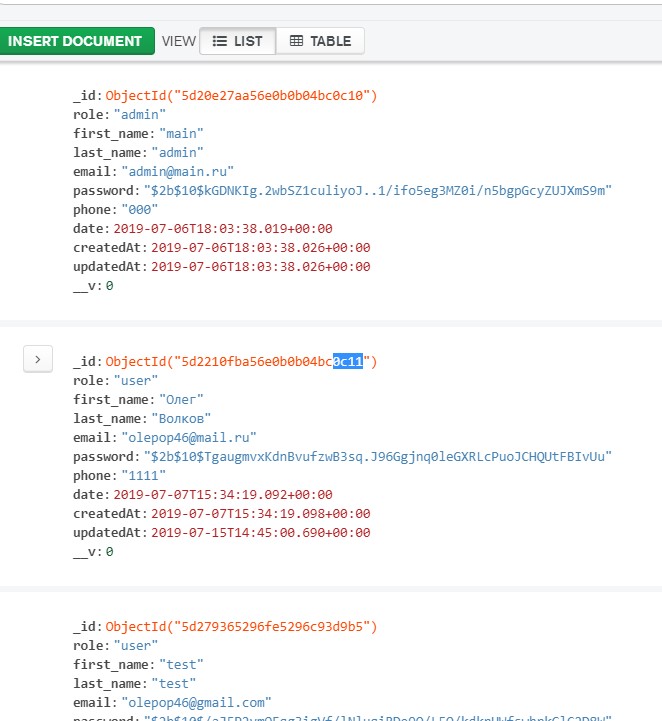 INSERT DOCUMENT VIEW LIST TABLE
_id: ObjectId("5d20e27aa56e0b0b04bc0c10")
role: "admin"
first_name: "main"
last_name: "admin"
email: "admin@main.ru"
password: "$2b$10$kGDNKIg.2wbSZ1culiyoJ..1/ifo5eg3MZ0i/n5bgpGcyZUJXmS9m"
phone: "000"
date: 2019-07-06T18:03:38.019+00:00
createdAt: 2019-07-06T18:03:38.026+00:00
updatedAt: 2019-07-06T18:03:38.026+00:00
__v: 0
_id: ObjectId("5d2210fba56e0b0b04bc0c11")
role: "user"
first_name: "Олег"
last_name: "Волков"
email: "olepop46@mail.ru"
password: "$2b$10$TgaugmvxKdnBvufzwB3sq.J96Ggjnq0leGXRLcPuoJCHQUtFBIvUu"
phone: "1111"
date: 2019-07-07T15:34:19.092+00:00
createdAt: 2019-07-07T15:34:19.098+00:00
updatedAt: 2019-07-15T14:45:00.690+00:00
__v: 0
_id: ObjectId("5d279365296fe5296c93d9b5")
role: "user"
first_name: "test"
last_name: "test"
email: "olepop46@gmail.com"
password: